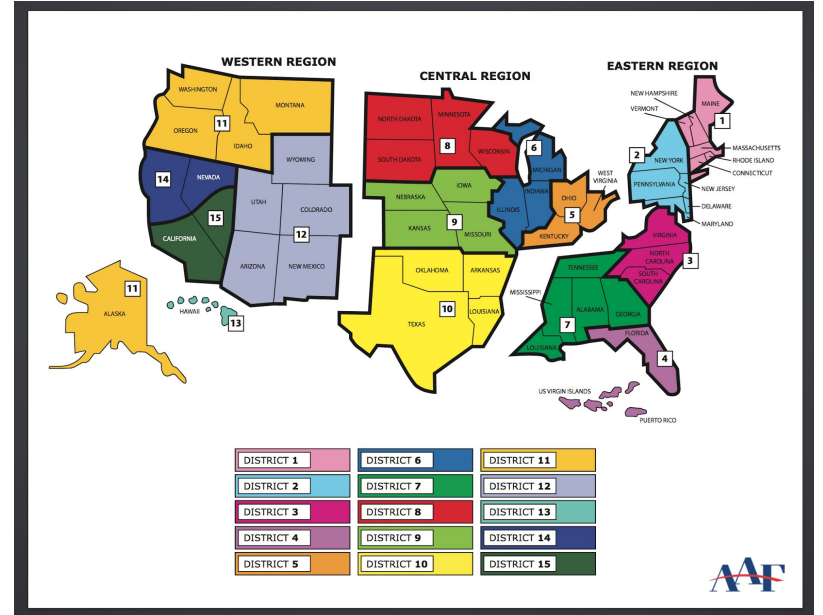 WESTERN REGION
CENTRAL REGION
EASTERN REGION
WASHINGTON
MONTANA
OREGON
11
IDAHO
WYOMING
14
NEVADA
15
UTAH
COLORADO
12
CALIFORNIA
ARIZONA
NEW MEXICO
11
ALASKA
HAWAII
13
NORTH DAKOTA
MINNESOTA
8
SOUTH DAKOTA
WISCONSIN
6
MICHIGAN
NEBRASKA
IOWA
ILLINOIS
INDIANA
OHIO
WEST
VIRGINIA
5
KENTUCKY
9
KANSAS
MISSOURI
OKLAHOMA
ARKANSAS
TEXAS
10
LOUISIANA
NEW HAMPSHIRE
VERMONT
MAINE
1
MASSACHUSETTS
RHODE ISLAND
CONNECTICUT
2
NEW YORK
PENNSYLVANIA
NEW JERSEY
DELAWARE
MARYLAND
VIRGINIA
NORTH
CAROLINA
3
SOUTH
CAROLINA
TENNESSEE
MISSISSIPPI
ALABAMA
GEORGIA
7
LOUISIANA
FLORIDA
4
US VIRGIN ISLANDS
PUERTO RICO
DISTRICT 1
DISTRICT 6
DISTRICT 11
DISTRICT 2
DISTRICT 7
DISTRICT 12
DISTRICT 3
DISTRICT 8
DISTRICT 13
DISTRICT 4
DISTRICT 9
DISTRICT 14
DISTRICT 5
DISTRICT 10
DISTRICT 15
AAF